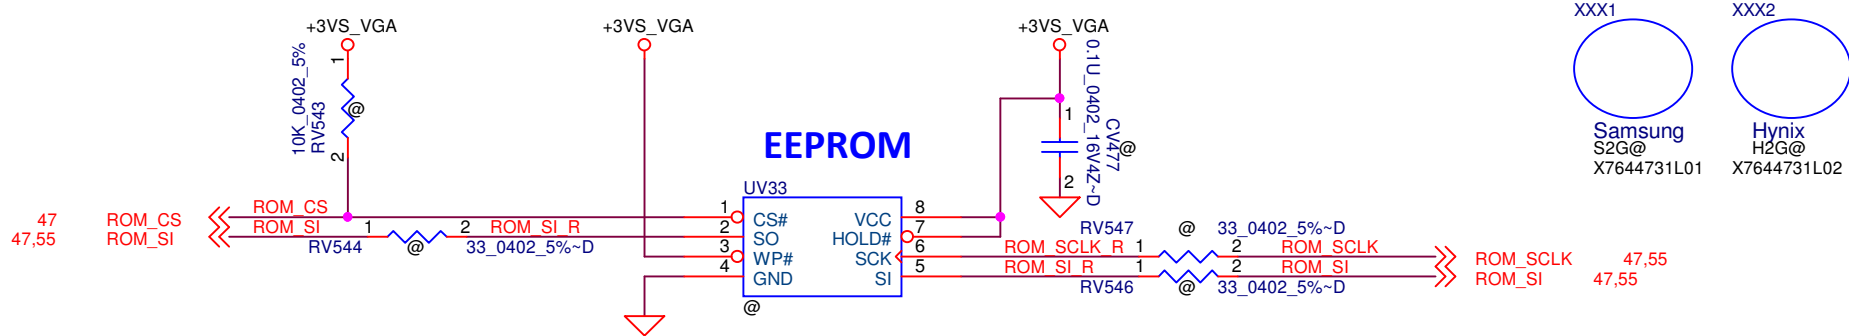 +3VS_VGA
+3VS_VGA
+3VS_VGA
XXX1
XXX2
10K_0402_5%
RV543
1
@
2
0.1U_0402_16V4Z~D
CV477
1
@
2
Samsung
S2G@
X7644731L01
Hynix
H2G@
X7644731L02
EEPROM
UV33
47 ROM_CS
47,55 ROM_SI
ROM_CS
ROM_SI 1 2 ROM_SI_R
RV544 @ 33_0402_5%~D
1 CS#
2 SO
3 WP#
4 GND
VCC 8
HOLD# 7
SCK 6
SI 5
@
RV547 @ 33_0402_5%~D
ROM_SCLK_R 1 2 ROM_SCLK
ROM_SI_R 1 2 ROM_SI
RV546 @ 33_0402_5%~D
ROM_SCLK 47,55
ROM_SI 47,55